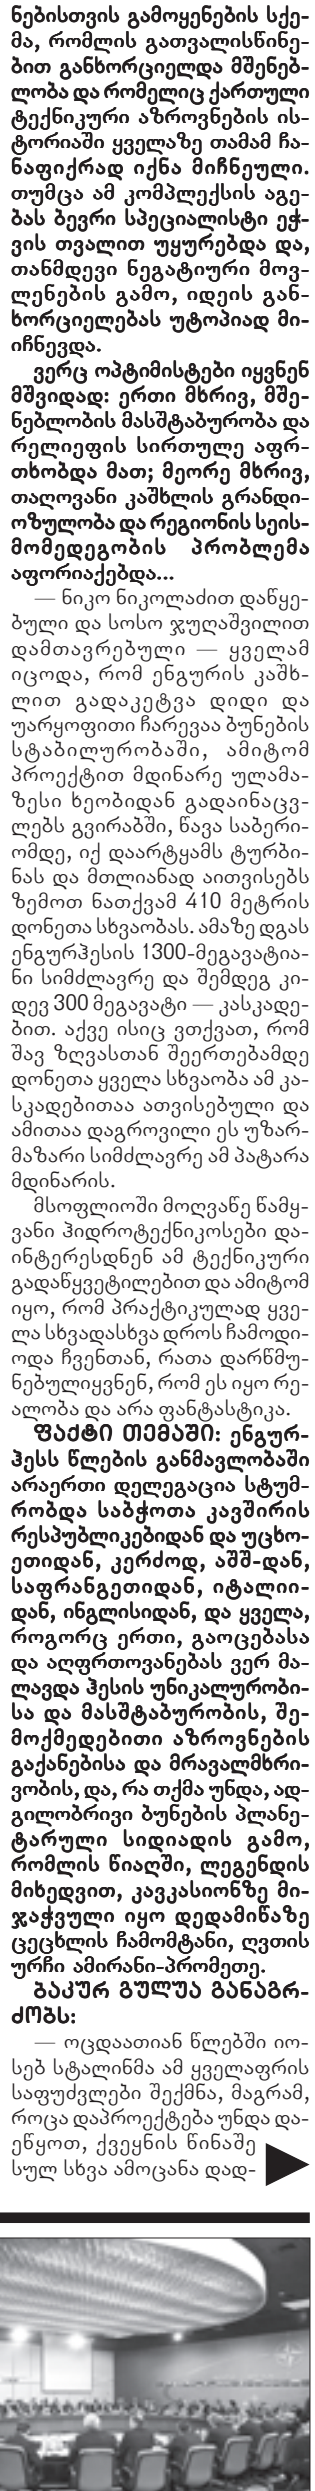 ნებისთვის გამოყენების სქე-
მა, რომლის გათვალისწინე-
ბით განხორციელდა მშენებ-
ლობა და რომელიც ქართული
ტექნიკური აზროვნების ის-
ტორიაში ყველაზე თამამ ჩა-
ნაფიქრად იქნა მიჩნეული.
თუმცა ამ კომპლექსის აგე-
ბას ბევრი სპეციალისტი ეჭ-
ვის თვალით უყურებდა და,
თანმდევი ნეგატიური მოვ-
ლენების გამო, იდეის გან-
ხორციელებას უტოპიად მი-
იჩნევდა.
ვერც ოპტიმისტები იყვნენ
მშვიდად: ერთი მხრივ, მშე-
ნებლობის მასშტაბურობა და
რელიეფის სირთულე აფრ-
თხობდა მათ; მეორე მხრივ,
თაღოვანი კაშხლის გრანდი-
ოზულობა და რეგიონის სეის-
მომედეგობის პრობლემა
აფორიაქებდა...
— ნიკო ნიკოლაძით დაწყე-
ბული და სოსო ჯუღაშვილით
დამთავრებული — ყველამ
იცოდა, რომ ენგურის კაშხ-
ლით გადაკეტვა დიდი და
უარყოფითი ჩარევაა ბუნების
სტაბილურობაში, ამიტომ
პროექტით მდინარე ულამა-
ზესი ხეობიდან გადაინაცვ-
ლებს გვირაბში, წავა საბერი-
ომდე, იქ დაარტყამს ტურბი-
ნას და მთლიანად აითვისებს
ზემოთ ნათქვამ 410 მეტრის
დონეთა სხვაობას. ამაზე დგას
ენგურჰესის 1300-მეგავატია-
ნი სიმძლავრე და შემდეგ კი-
დევ 300 მეგავატი — კასკადე-
ბით. აქვე ისიც ვთქვათ, რომ
შავ ზღვასთან შეერთებამდე
დონეთა ყველა სხვაობა ამ კა-
სკადებითაა ათვისებული და
ამითაა დაგროვილი ეს უზარ-
მაზარი სიმძლავრე ამ პატარა
მდინარის.
მსოფლიოში მოღვაწე წამყ-
ვანი ჰიდროტექნიკოსები და-
ინტერესდნენ ამ ტექნიკური
გადაწყვეტილებით და ამიტომ
იყო, რომ პრაქტიკულად ყვე-
ლა სხვადასხვა დროს ჩამოდი-
ოდა ჩვენთან, რათა დარწმუ-
ნებულიყვნენ, რომ ეს იყო რე-
ალობა და არა ფანტასტიკა.
ფაქტი თემაში: ენგურ-
ჰესს წლების განმავლობაში
არაერთი დელეგაცია სტუმ-
რობდა საბჭოთა კავშირის
რესპუბლიკებიდან და უცხო-
ეთიდან, კერძოდ, აშშ-დან,
საფრანგეთიდან, იტალიი-
დან, ინგლისიდან, და ყველა,
როგორც ერთი, გაოცებასა
და აღფრთოვანებას ვერ მა-
ლავდა ჰესის უნიკალურობი-
სა და მასშტაბურობის, შე-
მოქმედებითი აზროვნების
გაქანებისა და მრავალმხრი-
ვობის, და, რა თქმა უნდა, ად-
გილობრივი ბუნების პლანე-
ტარული სიდიადის გამო,
რომლის წიაღში, ლეგენდის
მიხედვით, კავკასიონზე მი-
ჯაჭვული იყო დედამიწაზე
ცეცხლის ჩამომტანი, ღვთის
ურჩი ამირანი-პრომეთე.
ბაკურ გულუა განაგრ-
ძობს:
— ოცდაათიან წლებში იო-
სებ სტალინმა ამ ყველაფრის
საფუძვლები შექმნა, მაგრამ,
როცა დაპროექტება უნდა და-
ეწყოთ, ქვეყნის წინაშე
სულ სხვა ამოცანა დად-